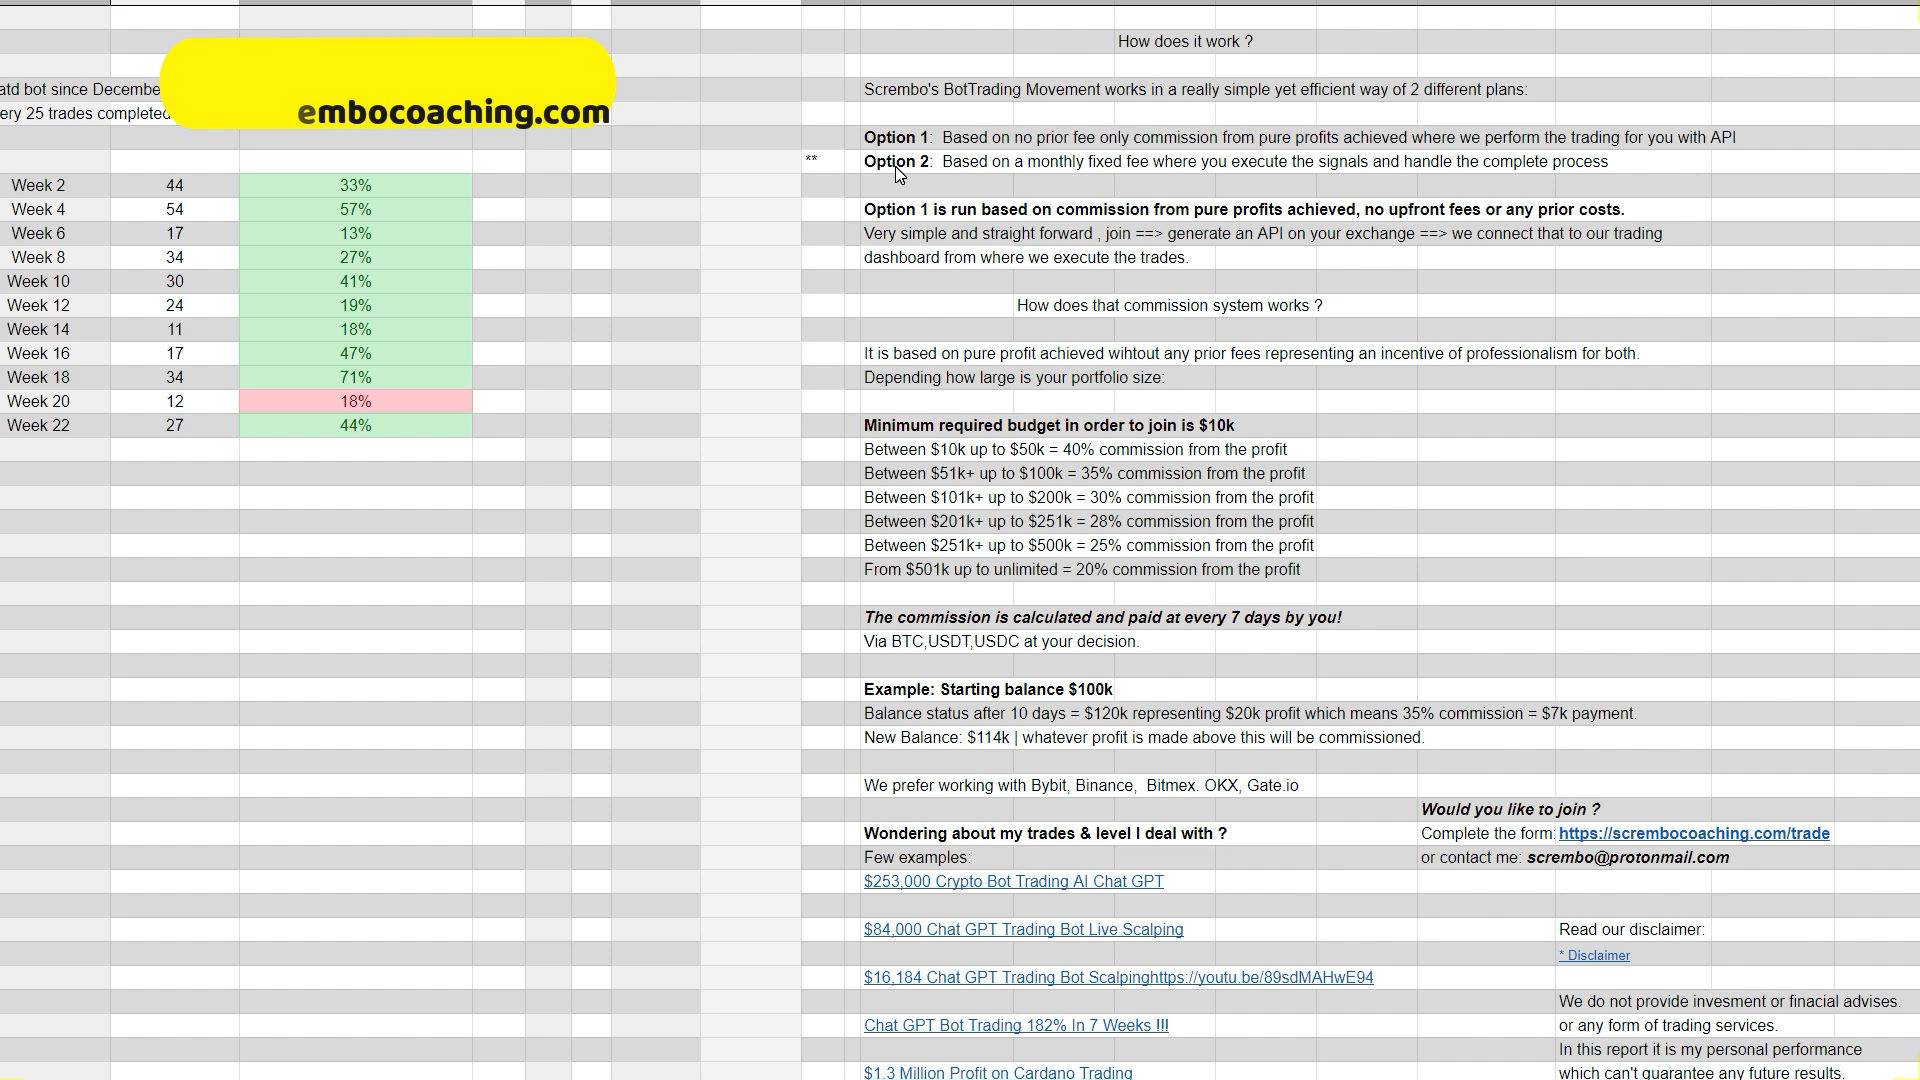 How does it work ?
atd bot since Decembe
Scrembo's BotTrading Movement works in a really simple yet efficient way of 2 different plans:
embocoaching.com
ery 25 trades completed
Option 1:  Based on no prior fee only commission from pure profits achieved where we perform the trading for you with API
** Option 2:  Based on a monthly fixed fee where you execute the signals and handle the complete process
Week 2 44 33%
Week 4 54 57%
Option 1 is run based on commission from pure profits achieved, no upfront fees or any prior costs.
Week 6 17 13%
Very simple and straight forward , join ==> generate an API on your exchange ==> we connect that to our trading
Week 8 34 27%
dashboard from where we execute the trades.
Week 10 30 41%
Week 12 24 19%
How does that commission system works ?
Week 14 11 18%
Week 16 17 47%
It is based on pure profit achieved wihtout any prior fees representing an incentive of professionalism for both.
Week 18 34 71%
Depending how large is your portfolio size:
Week 20 12 18%
Week 22 27 44%
Minimum required budget in order to join is $10k
Between $10k up to $50k = 40% commission from the profit
Between $51k+ up to $100k = 35% commission from the profit
Between $101k+ up to $200k = 30% commission from the profit
Between $201k+ up to $251k = 28% commission from the profit
Between $251k+ up to $500k = 25% commission from the profit
From $501k up to unlimited = 20% commission from the profit
The commission is calculated and paid at every 7 days by you!
Via BTC,USDT,USDC at your decision.
Example: Starting balance $100k
Balance status after 10 days = $120k representing $20k profit which means 35% commission = $7k payment.
New Balance: $114k | whatever profit is made above this will be commissioned.
We prefer working with Bybit, Binance,  Bitmex. OKX, Gate.io
Would you like to join ?
Wondering about my trades & level I deal with ?
Complete the form: https://scrembocoaching.com/trade
Few examples:
or contact me: scrembo@protonmail.com
$253,000 Crypto Bot Trading AI Chat GPT
$84,000 Chat GPT Trading Bot Live Scalping
Read our disclaimer:
* Disclaimer
$16,184 Chat GPT Trading Bot Scalpinghttps://youtu.be/89sdMAHwE94
We do not provide invesment or finacial advises.
Chat GPT Bot Trading 182% In 7 Weeks !!!
or any form of trading services.
In this report it is my personal performance
$1.3 Million Profit on Cardano Trading
which can't guarantee any future results.